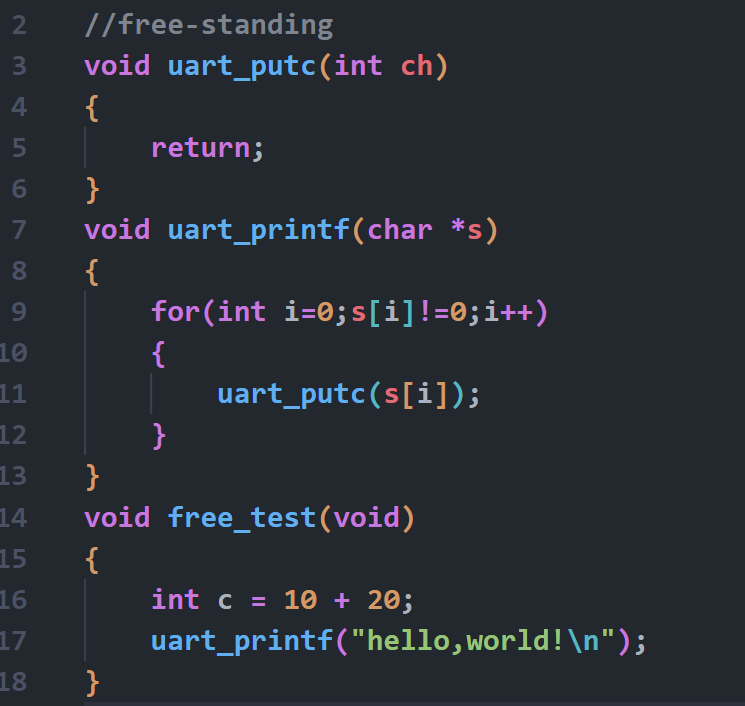 2 //free-standing
3 void uart_putc(int ch)
4 {
5     return;
6 }
7 void uart_printf(char *s)
8 {
9     for(int i=0;s[i]!=0;i++)
10     {
11         uart_putc(s[i]);
12     }
13 }
14 void free_test(void)
15 {
16     int c = 10 + 20;
17     uart_printf("hello,world!\n");
18 }